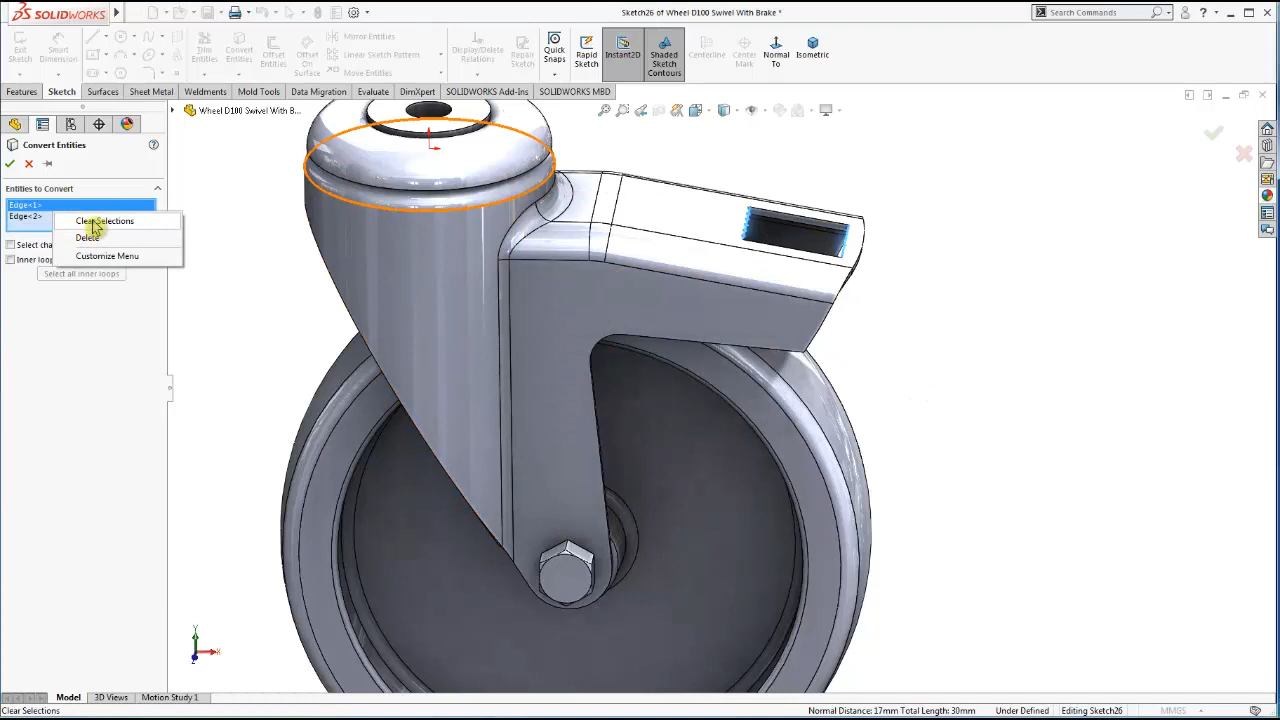 SOLIDWORKS
Sketch26 of Wheel D100 Swivel With Brake *
Search Commands
Exit Sketch
Smart Dimension
Trim Entities
Convert Entities
Offset Entities
Offset On Surface
Mirror Entities
Linear Sketch Pattern
Move Entities
Display/Delete Relations
Repair Sketch
Quick Snaps
Rapid Sketch
Instant2D
Shaded Sketch Contours
Centerline
Center Mark
Normal To
Isometric
Features Sketch Surfaces Sheet Metal Weldments Mold Tools Data Migration Evaluate DimXpert SOLIDWORKS Add-Ins SOLIDWORKS MBD
Wheel D100 Swivel With B...
Convert Entities
Entities to Convert
Edge<1>
Edge<2>
Clear Selections
Delete
Customize Menu
Select cha
Inner loop
Select all inner loops
Y
X
Z
Model 3D Views Motion Study 1
Clear Selections Normal Distance: 17mm Total Length: 30mm Under Defined Editing Sketch26 MMGS